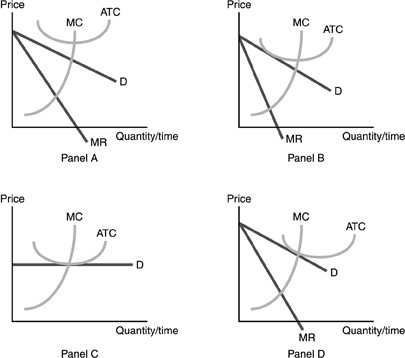 Price
MC
ATC
D
MR
Quantity/time
Panel A
Price
MC
ATC
D
MR
Quantity/time
Panel B
Price
MC
ATC
D
Quantity/time
Panel C
Price
MC
ATC
D
MR
Quantity/time
Panel D